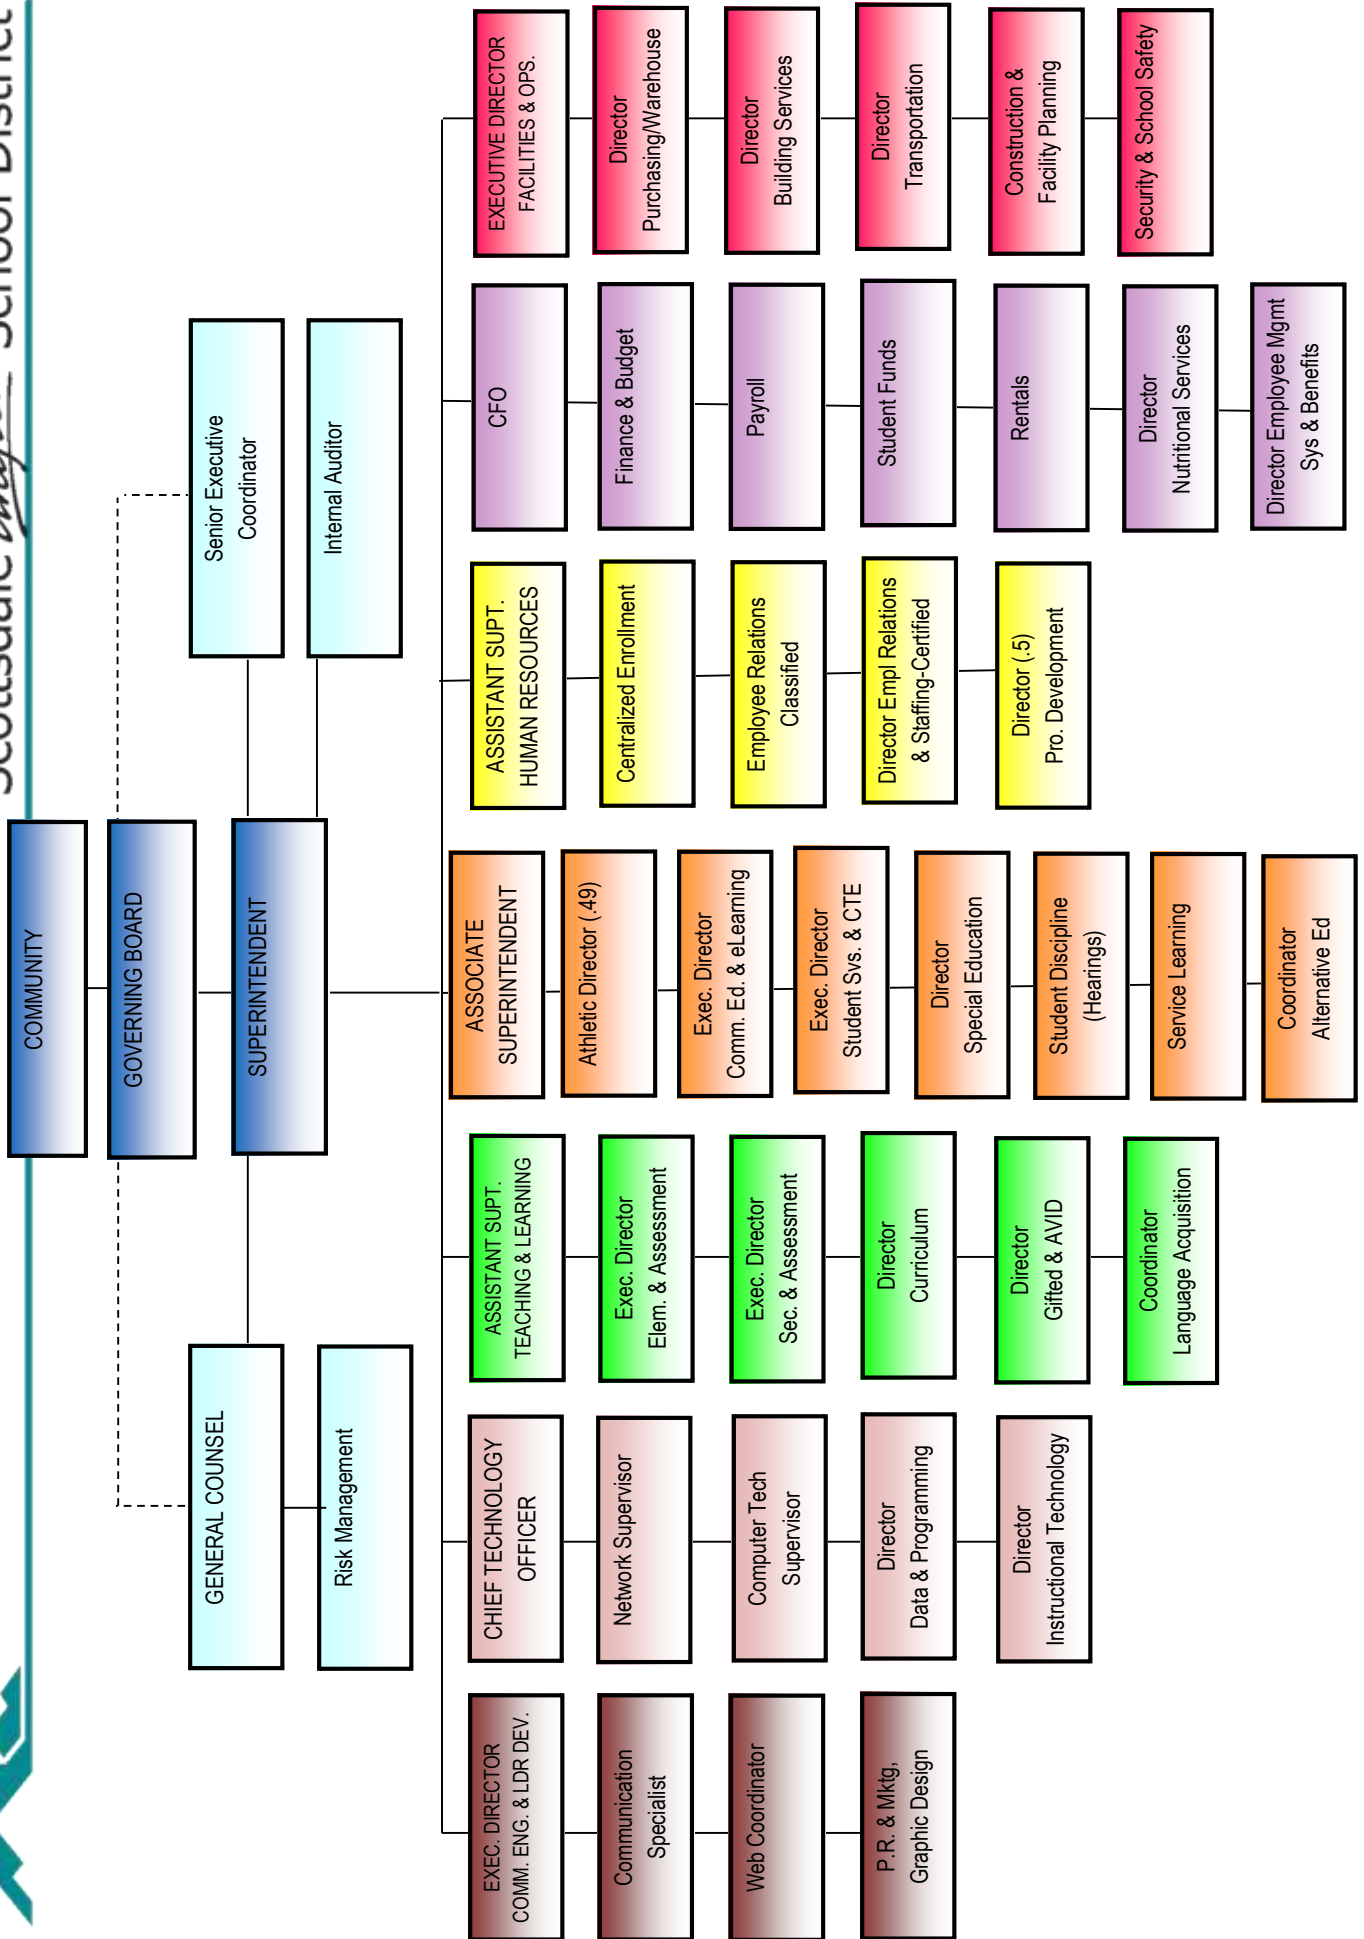 Scottsdale Unified School District
COMMUNITY
GOVERNING BOARD
SUPERINTENDENT
GENERAL COUNSEL
Risk Management
Senior Executive
Coordinator
Internal Auditor
EXEC. DIRECTOR
COMM. ENG. & LDR DEV.
Communication
Specialist
Web Coordinator
P.R. & Mktg,
Graphic Design
CHIEF TECHNOLOGY
OFFICER
Network Supervisor
Computer Tech
Supervisor
Director
Data & Programming
Director
Instructional Technology
ASSISTANT SUPT.
TEACHING & LEARNING
Exec. Director
Elem. & Assessment
Exec. Director
Sec. & Assessment
Director
Curriculum
Director
Gifted & AVID
Coordinator
Language Acquisition
ASSOCIATE
SUPERINTENDENT
Athletic Director (.49)
Exec. Director
Comm. Ed. & eLearning
Exec. Director
Student Svs. & CTE
Director
Special Education
Student Discipline
(Hearings)
Service Learning
Coordinator
Alternative Ed
ASSISTANT SUPT.
HUMAN RESOURCES
Centralized Enrollment
Employee Relations
Classified
Director Empl Relations
& Staffing-Certified
Director (.5)
Pro. Development
CFO
Finance & Budget
Payroll
Student Funds
Rentals
Director
Nutritional Services
Director Employee Mgmt
Sys & Benefits
EXECUTIVE DIRECTOR
FACILITIES & OPS.
Director
Purchasing/Warehouse
Director
Building Services
Director
Transportation
Construction &
Facility Planning
Security & School Safety